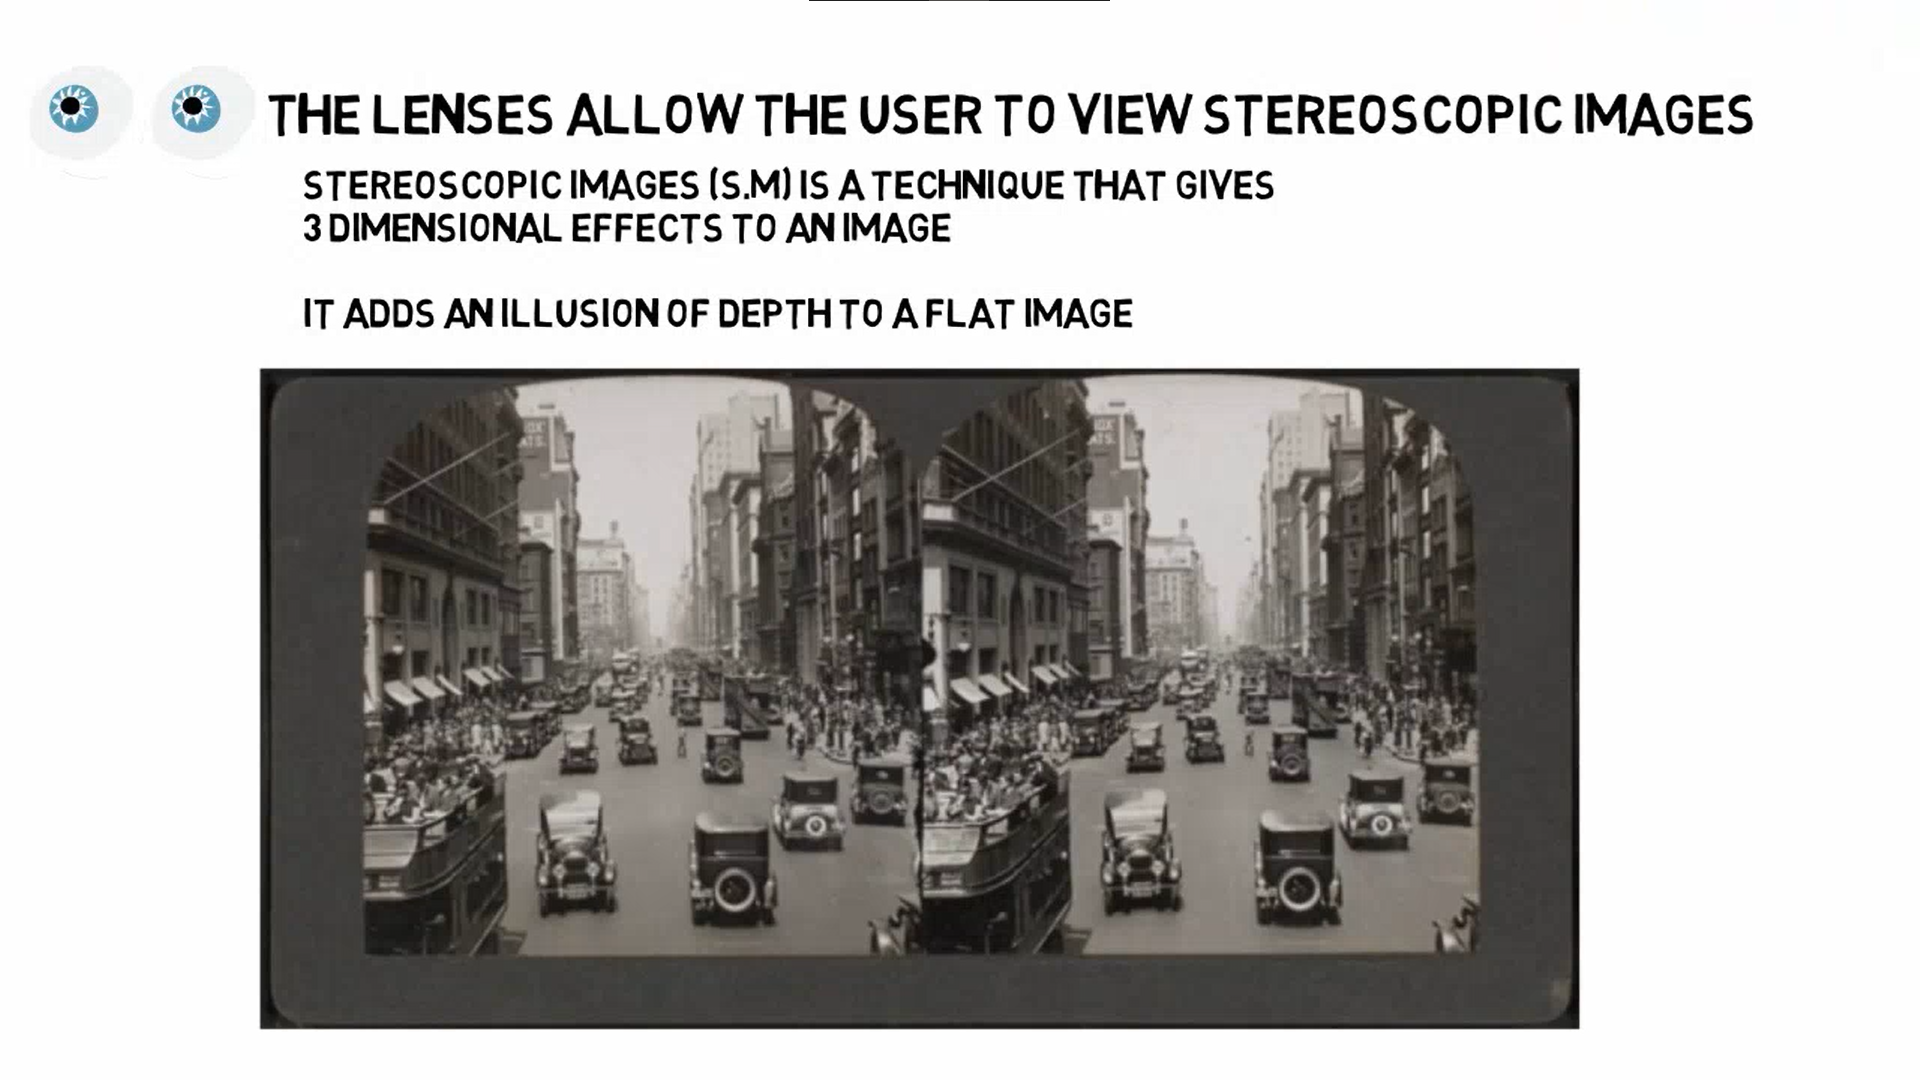 THE LENSES ALLOW THE USER TO VIEW STEREOSCOPIC IMAGES
STEREOSCOPIC IMAGES (S.M) IS A TECHNIQUE THAT GIVES
3 DIMENSIONAL EFFECTS TO AN IMAGE
IT ADDS AN ILLUSION OF DEPTH TO A FLAT IMAGE